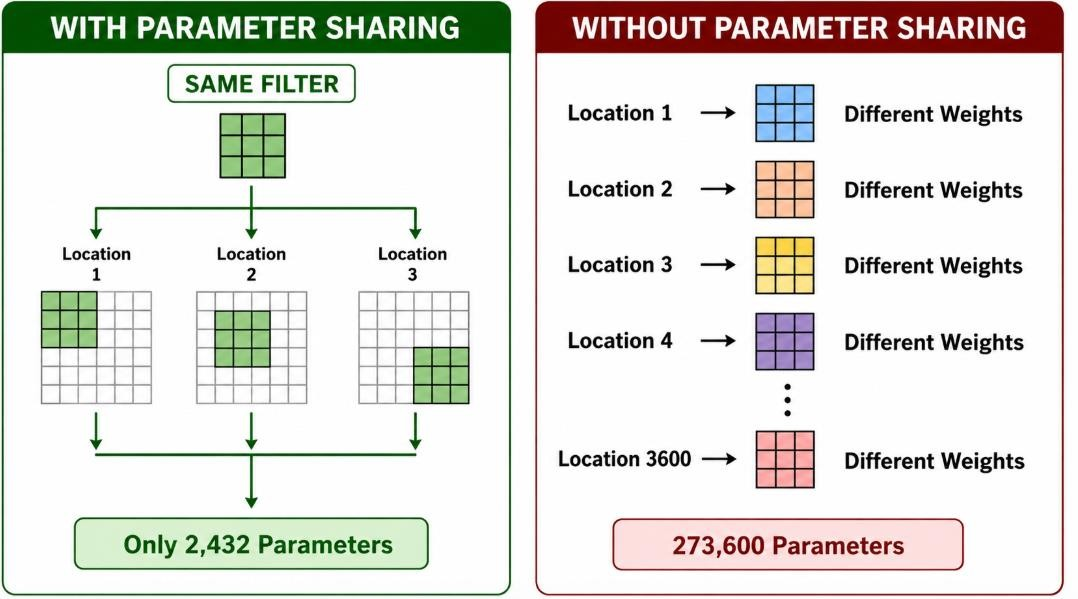 WITH PARAMETER SHARING
SAME FILTER
Location
1
Location
2
Location
3
Only 2,432 Parameters
WITHOUT PARAMETER SHARING
Location 1
Different Weights
Location 2
Different Weights
Location 3
Different Weights
Location 4
Different Weights
Location 3600
Different Weights
273,600 Parameters